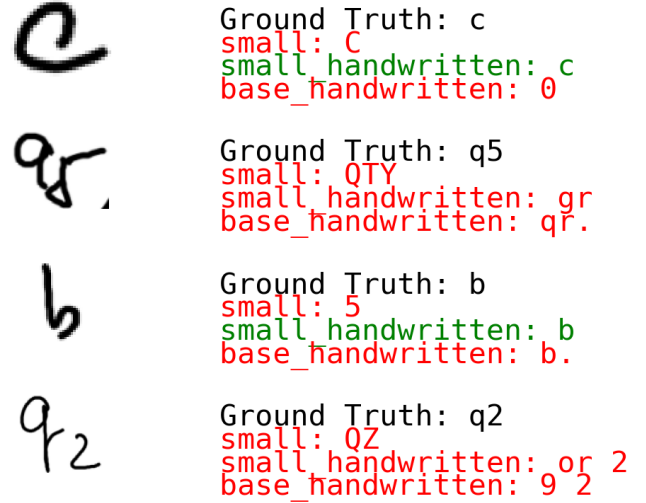 c
Ground Truth: c
small: C
small_handwritten: c
base_handwritten: 0
Ground Truth: q5
small: QTY
small_handwritten: gr
base_handwritten: qr.
b
Ground Truth: b
small: 5
small_handwritten: b
base_handwritten: b.
q2
Ground Truth: q2
small: QZ
small_handwritten: or 2
base_handwritten: 9 2